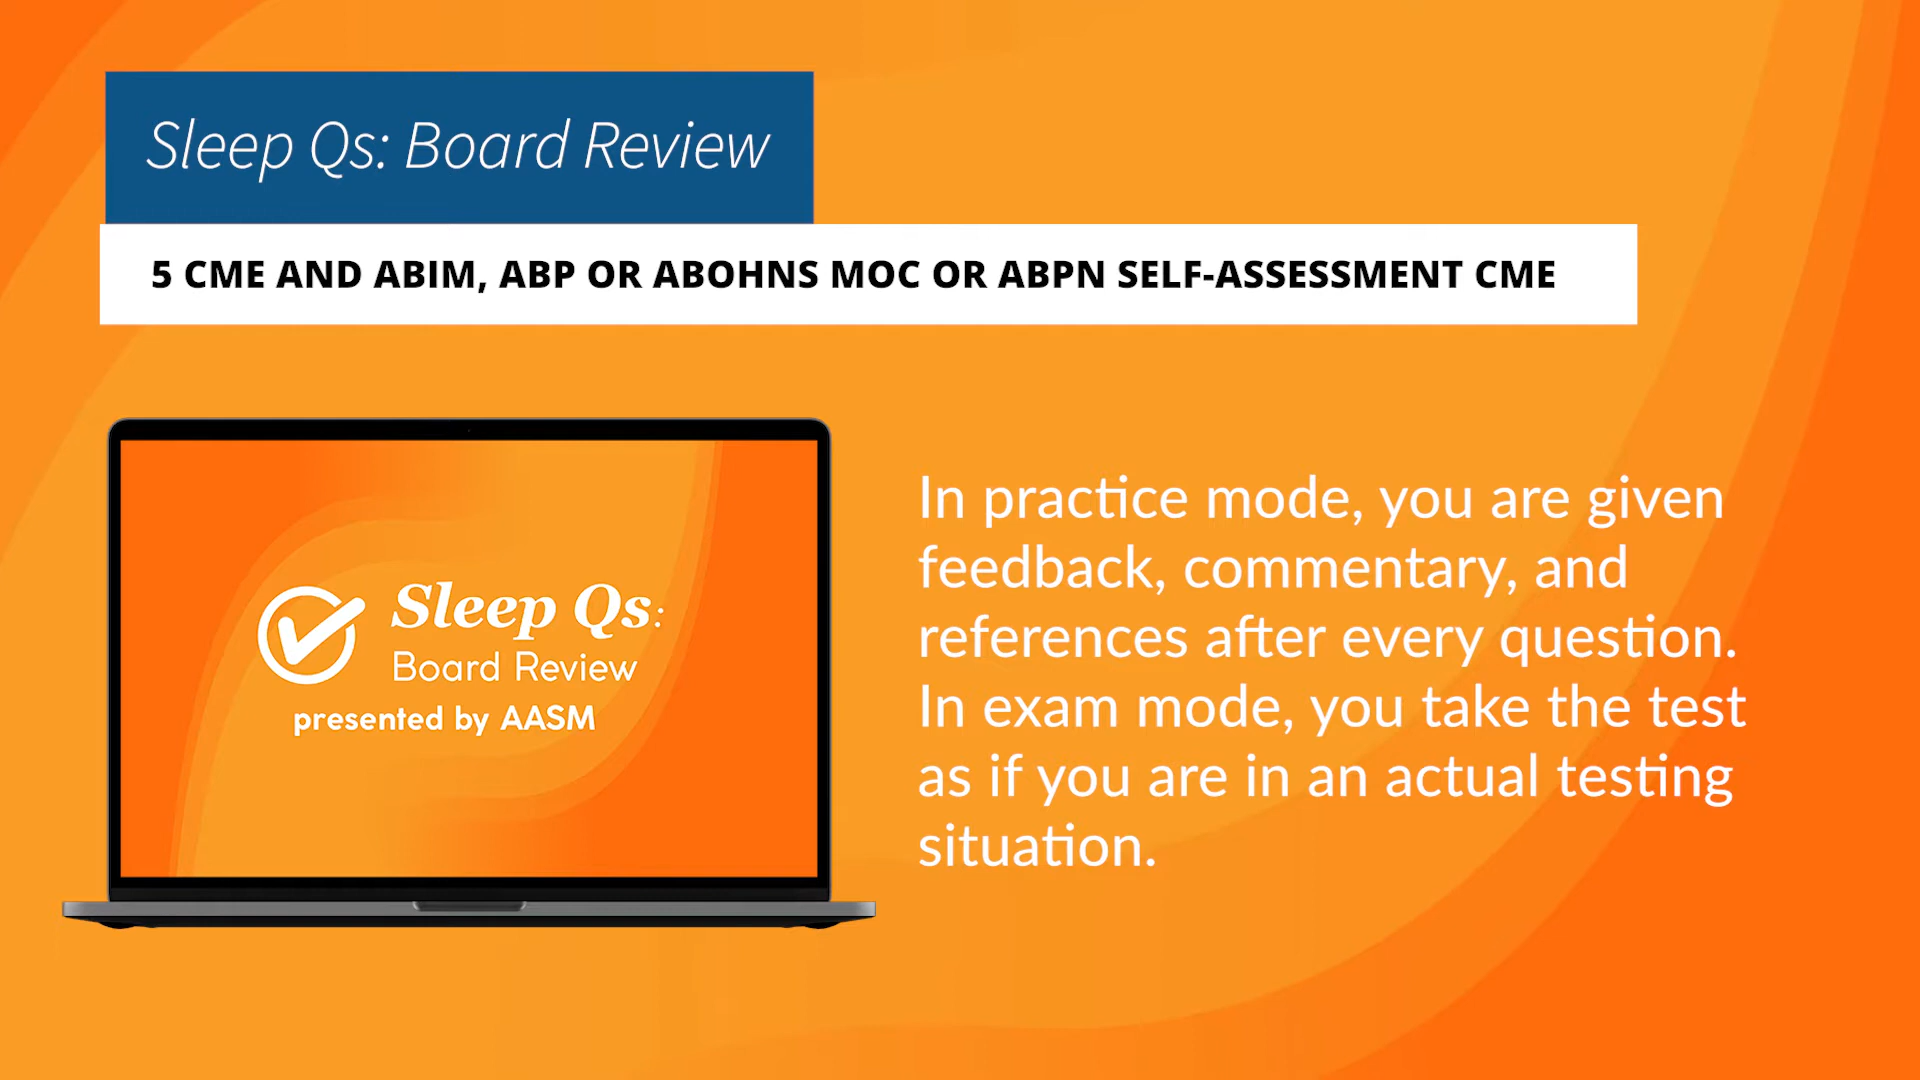 Sleep Qs: Board Review
5 CME AND ABIM, ABP OR ABOHNS MOC OR ABPN SELF-ASSESSMENT CME
Sleep Qs:
Board Review
presented by AASM
In practice mode, you are given
feedback, commentary, and
references after every question.
In exam mode, you take the test
as if you are in an actual testing
situation.